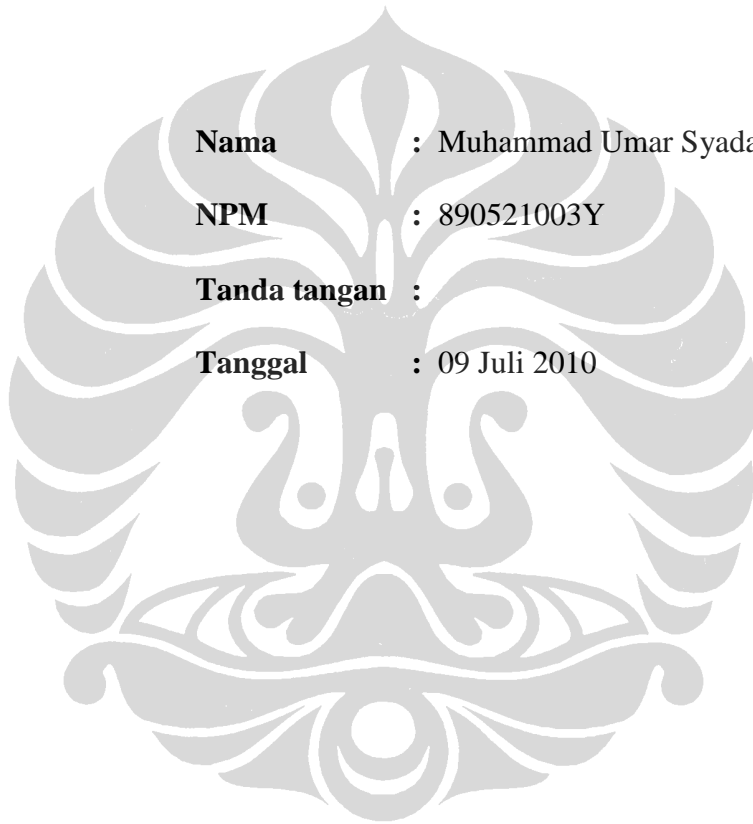 Nama : Muhammad Umar Syada
NPM : 890521003Y
Tanda tangan :
Tanggal : 09 Juli 2010